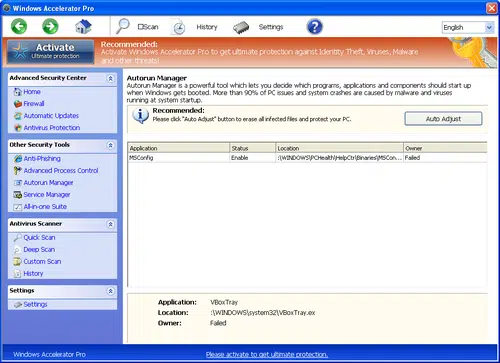 Windows Accelerator Pro
Scan
History
Settings
?
English
Activate
Ultimate protection
Recommended:
Activate Windows Accelerator Pro to get ultimate protection against Identity Theft, Viruses, Malware
and other threats!
Advanced Security Center
Home
Firewall
Automatic Updates
Antivirus Protection
Other Security Tools
Anti-Phishing
Advanced Process Control
Autorun Manager
Service Manager
All-in-one Suite
Antivirus Scanner
Quick Scan
Deep Scan
Custom Scan
History
Settings
Settings
Autorun Manager
Autorun Manager is a powerful tool which lets you decide which programs, applications and components should start up
when Windows gets booted. More than 90% of PC issues and system crashes are caused by malware and viruses
running at system startup.
Recommended:
Please click "Auto Adjust" button to erase all infected files and protect your PC.
Auto Adjust
Application Status Location Owner
MSConfig Enable :\WINDOWS\PCHealth\HelpCtr\Binaries\MSCon... Failed
Application: VBoxTray
Location: :\WINDOWS\system32\VBoxTray.ex
Owner: Failed
Windows Accelerator Pro
Please activate to get ultimate protection.